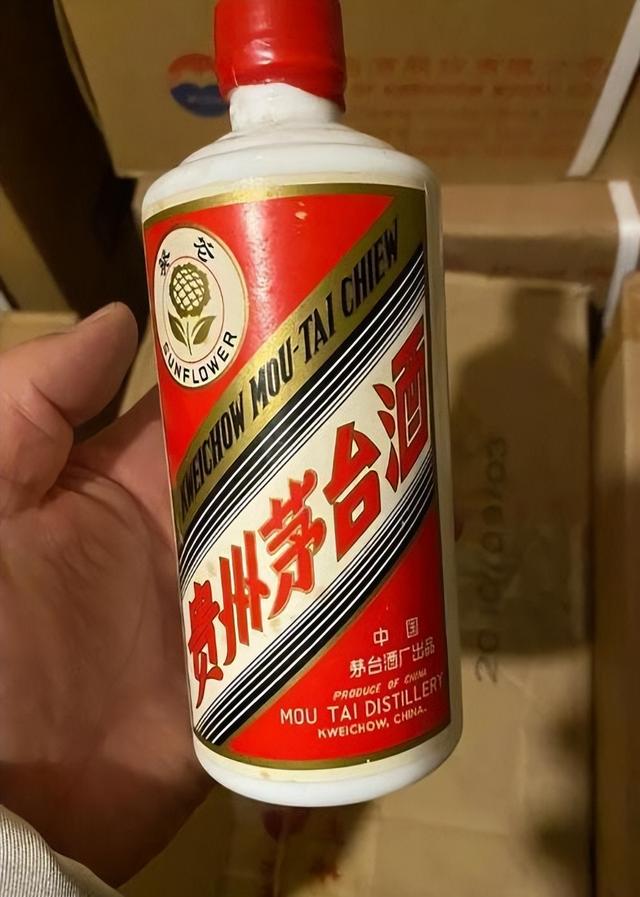 葵花
SUNFLOWER
KWEICHOW MOU-TAI CHIEW
贵州茅台酒
中国
茅台酒厂出品
PRODUCE OF CHINA
MOU TAI DISTILLERY
KWEICHOW, CHINA.